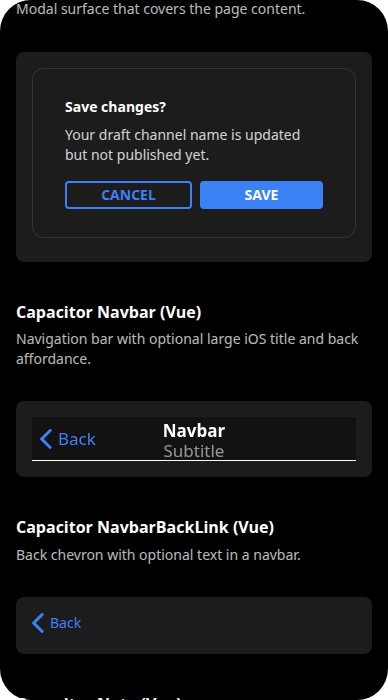 Modal surface that covers the page content.
Save changes?
Your draft channel name is updated
but not published yet.
CANCEL
SAVE
Capacitor Navbar (Vue)
Navigation bar with optional large iOS title and back
affordance.
Back
Navbar
Subtitle
Capacitor NavbarBackLink (Vue)
Back chevron with optional text in a navbar.
Back